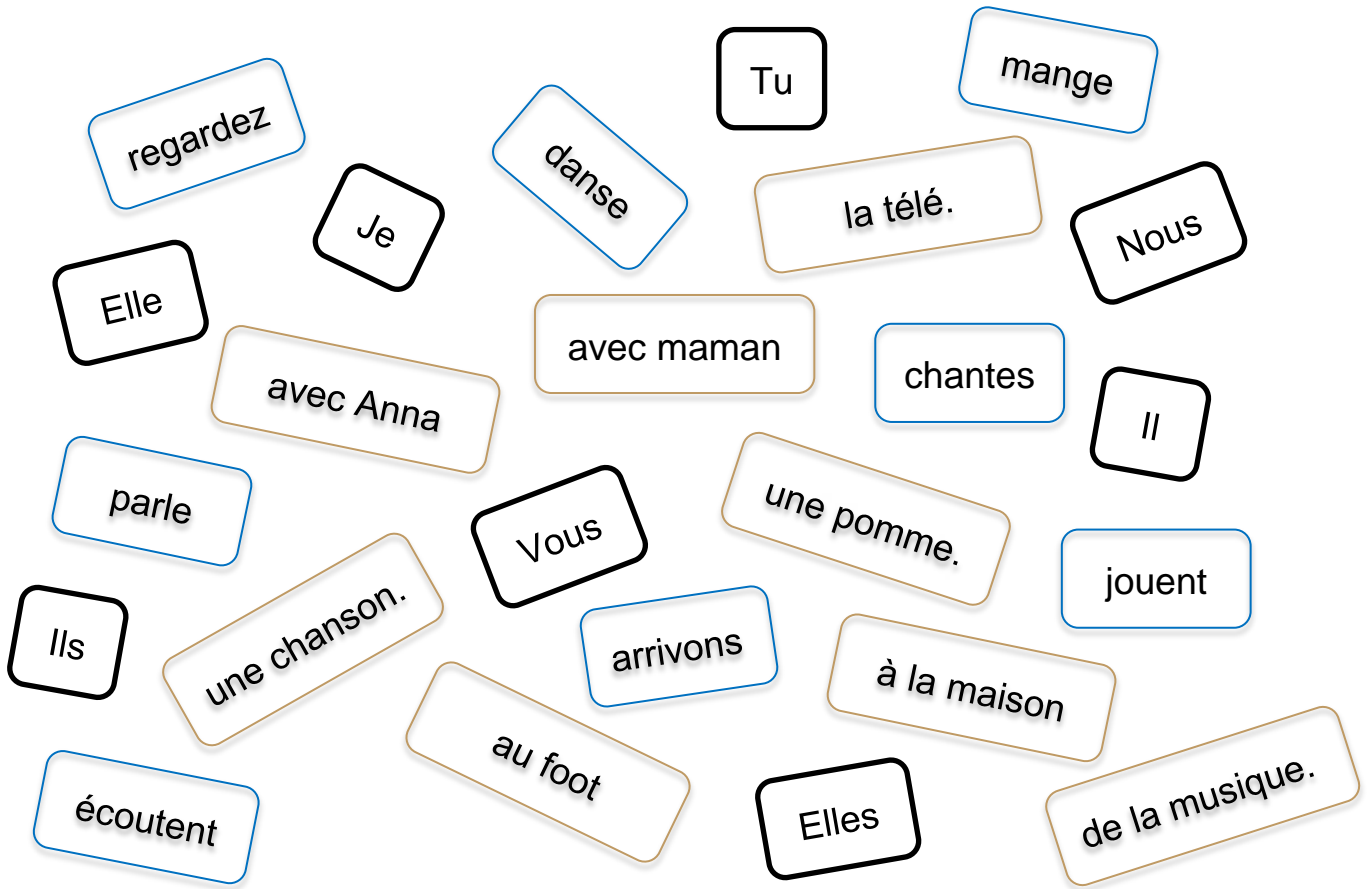 Tu
mange
regardez
danse
la télé.
Je
Nous
Elle
avec maman
chantes
avec Anna
Il
parle
Vous
une pomme.
jouent
Ils
une chanson.
arrivons
à la maison
au foot
de la musique.
écoutent
Elles